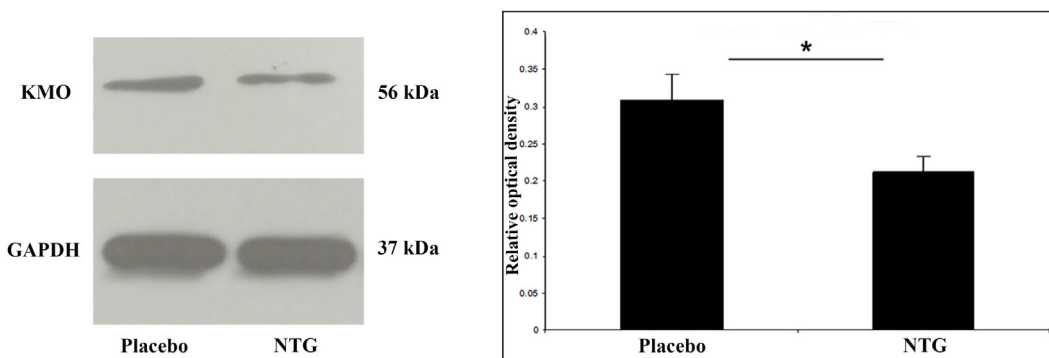 KMO
56 kDa
GAPDH
37 kDa
Placebo NTG
Relative optical density
0.4
0.35
0.3
0.25
0.2
0.15
0.1
0.05
0
*
Placebo NTG